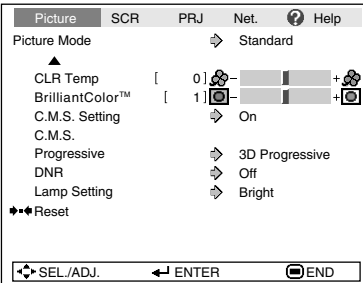 Picture SCR PRJ Net. ? Help
Picture Mode Standard
CLR Temp [ 0] - +
BrilliantColor™ [ 1] - +
C.M.S. Setting On
C.M.S.
Progressive 3D Progressive
DNR Off
Lamp Setting Bright
Reset
SEL./ADJ. ENTER END